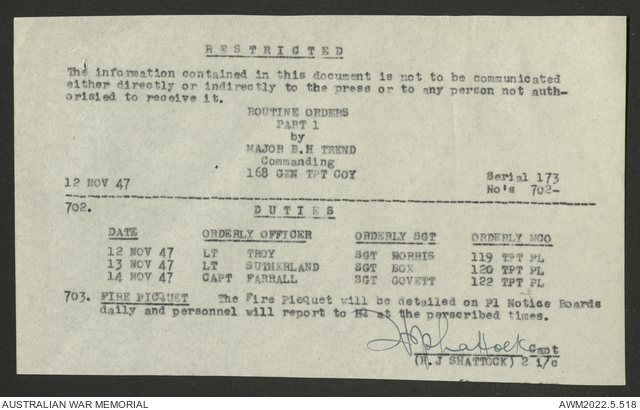 RESTRICTED
The information contained in this document is not to be communicated
either directly or indirectly to the press or to any person not auth-
orisied to receive it.
ROUTINE ORDERS
PART 1
by
MAJOR B.H TREND
Commanding
168 GEN TPT COY
12 NOV 47
Serial 173
No's 702-
702. DUTIES
DATE ORDERLY OFFICER ORDERLY SGT ORDERLY NCO
12 NOV 47 LT TROY SGT NORRIS 119 TPT PL
13 NOV 47 LT SUTHERLAND SGT BOX 120 TPT PL
14 NOV 47 CAPT FARRALL SGT GOVETT 122 TPT PL
703. FIRE PICQUET The Fire Picquet will be detailed on Pl Notice Boards
daily and personnel will report to HQ at the perscribed times.
HJShattock Capt
(H.J SHATTOCK) 2 i/c
AUSTRALIAN WAR MEMORIAL
AWM2022.5.518